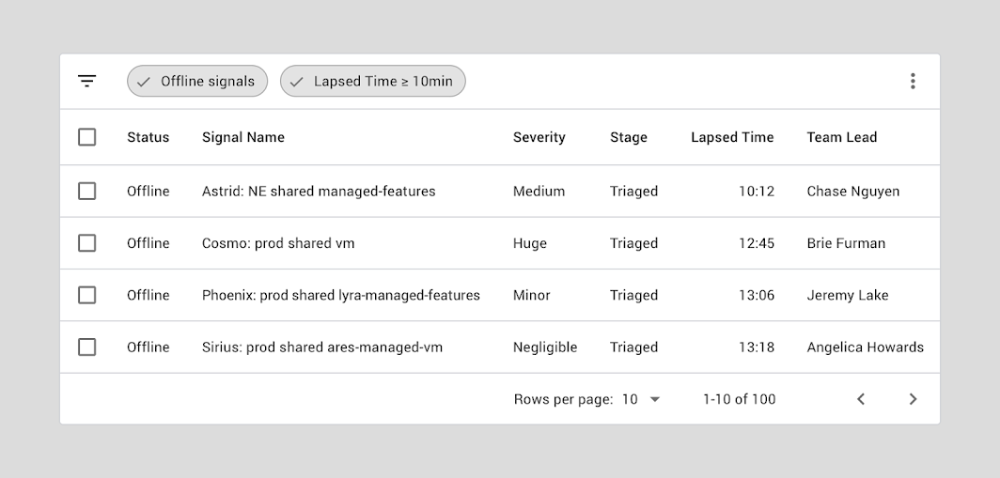 Offline signals Lapsed Time ≥ 10min
Status Signal Name Severity Stage Lapsed Time Team Lead
Offline Astrid: NE shared managed-features Medium Triaged 10:12 Chase Nguyen
Offline Cosmo: prod shared vm Huge Triaged 12:45 Brie Furman
Offline Phoenix: prod shared lyra-managed-features Minor Triaged 13:06 Jeremy Lake
Offline Sirius: prod shared ares-managed-vm Negligible Triaged 13:18 Angelica Howards
Rows per page: 10 1-10 of 100